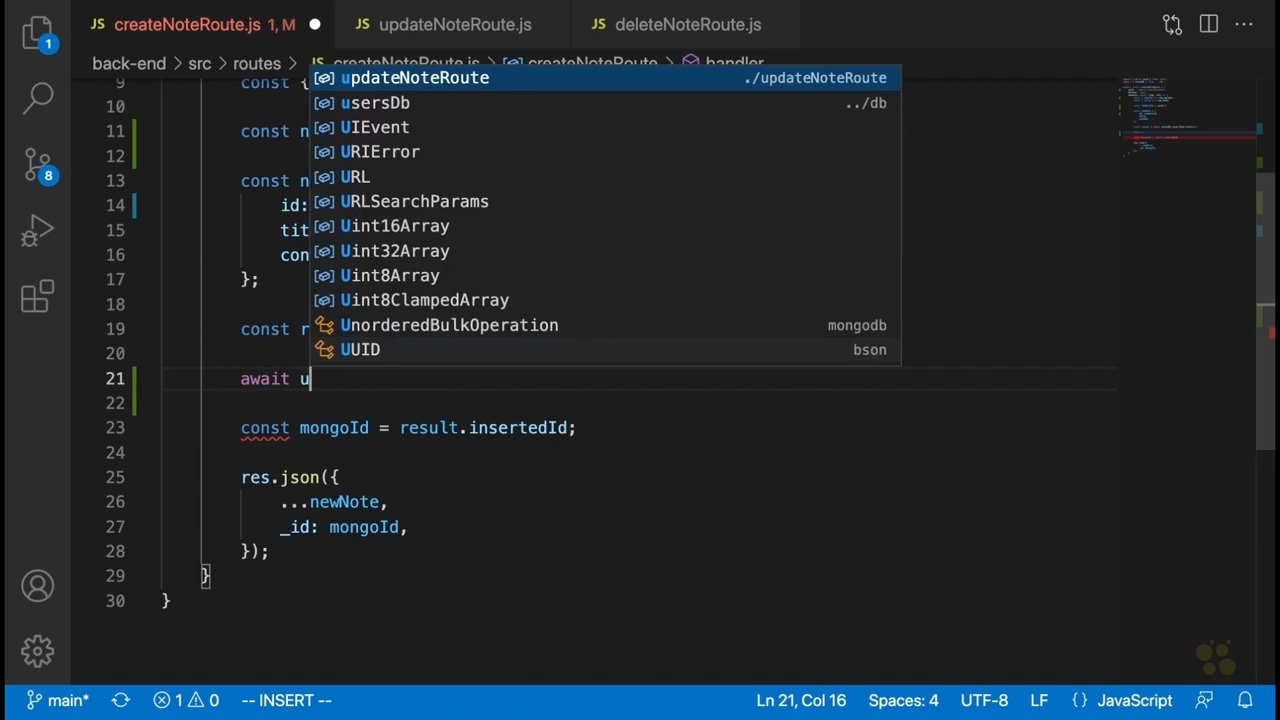 JS createNoteRoute.js 1, M JS updateNoteRoute.js JS deleteNoteRoute.js
back-end > src > routes > JS createNoteRoute.js > createNoteRoute > handler
9 const {
updateNoteRoute ./updateNoteRoute
10
usersDb ../db
11 const n
UIEvent
12
URIError
13 const n
URL
14 id:
URLSearchParams
15 tit
Uint16Array
16 con
Uint32Array
17 };
Uint8Array
18
Uint8ClampedArray
19 const r
UnorderedBulkOperation mongodb
20
UUID bson
21 await u
22
23 const mongoId = result.insertedId;
24
25 res.json({
26 ...newNote,
27 _id: mongoId,
28 });
29 }
30 }
1
8
main* 1 0 -- INSERT -- Ln 21, Col 16 Spaces: 4 UTF-8 LF {} JavaScript